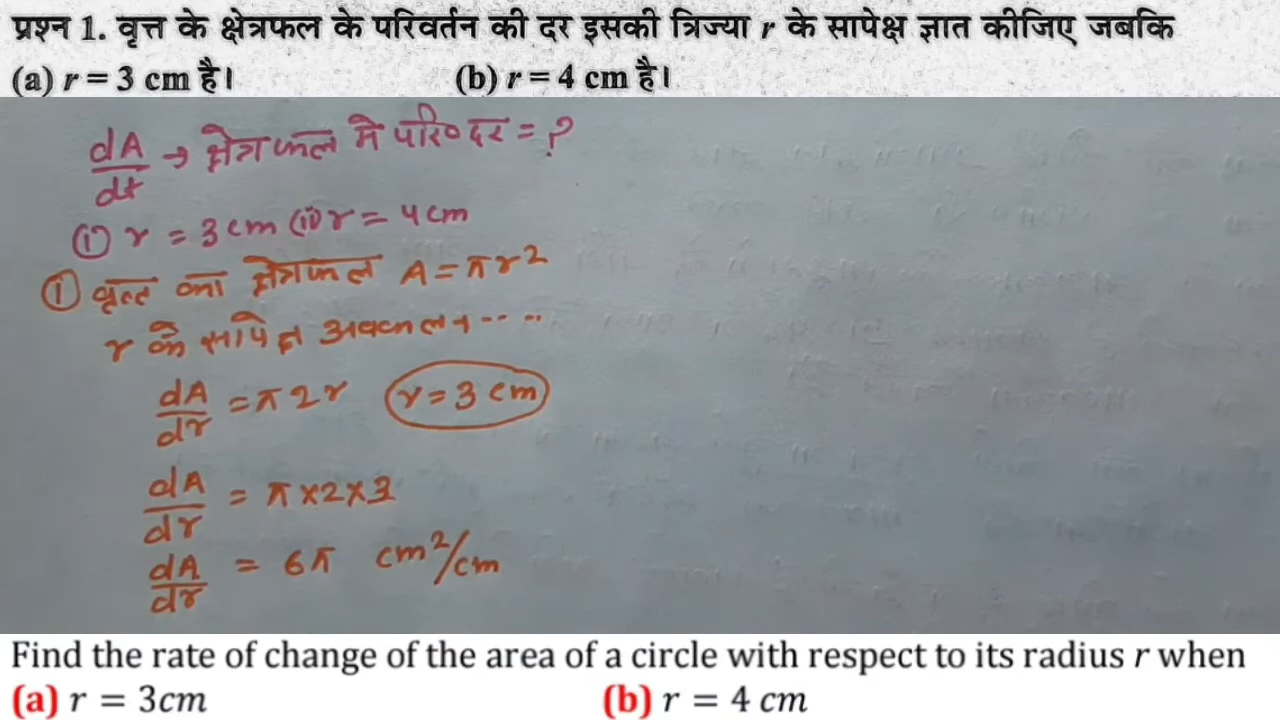 प्रश्न 1. वृत्त के क्षेत्रफल के परिवर्तन की दर इसकी त्रिज्या r के सापेक्ष ज्ञात कीजिए जबकि
(a) r = 3 cm है। (b) r = 4 cm है।
dA/dt → क्षेत्रफल मे परि० दर = ?
(i) r = 3 cm (ii) r = 4 cm
(1) वृत्त का क्षेत्रफल A = πr²
r के सापेक्ष अवकलन .. ..
dA/dr = π2r r = 3 cm
dA/dr = π×2×3
dA/dr = 6π cm²/cm
Find the rate of change of the area of a circle with respect to its radius r when
(a) r = 3cm (b) r = 4 cm